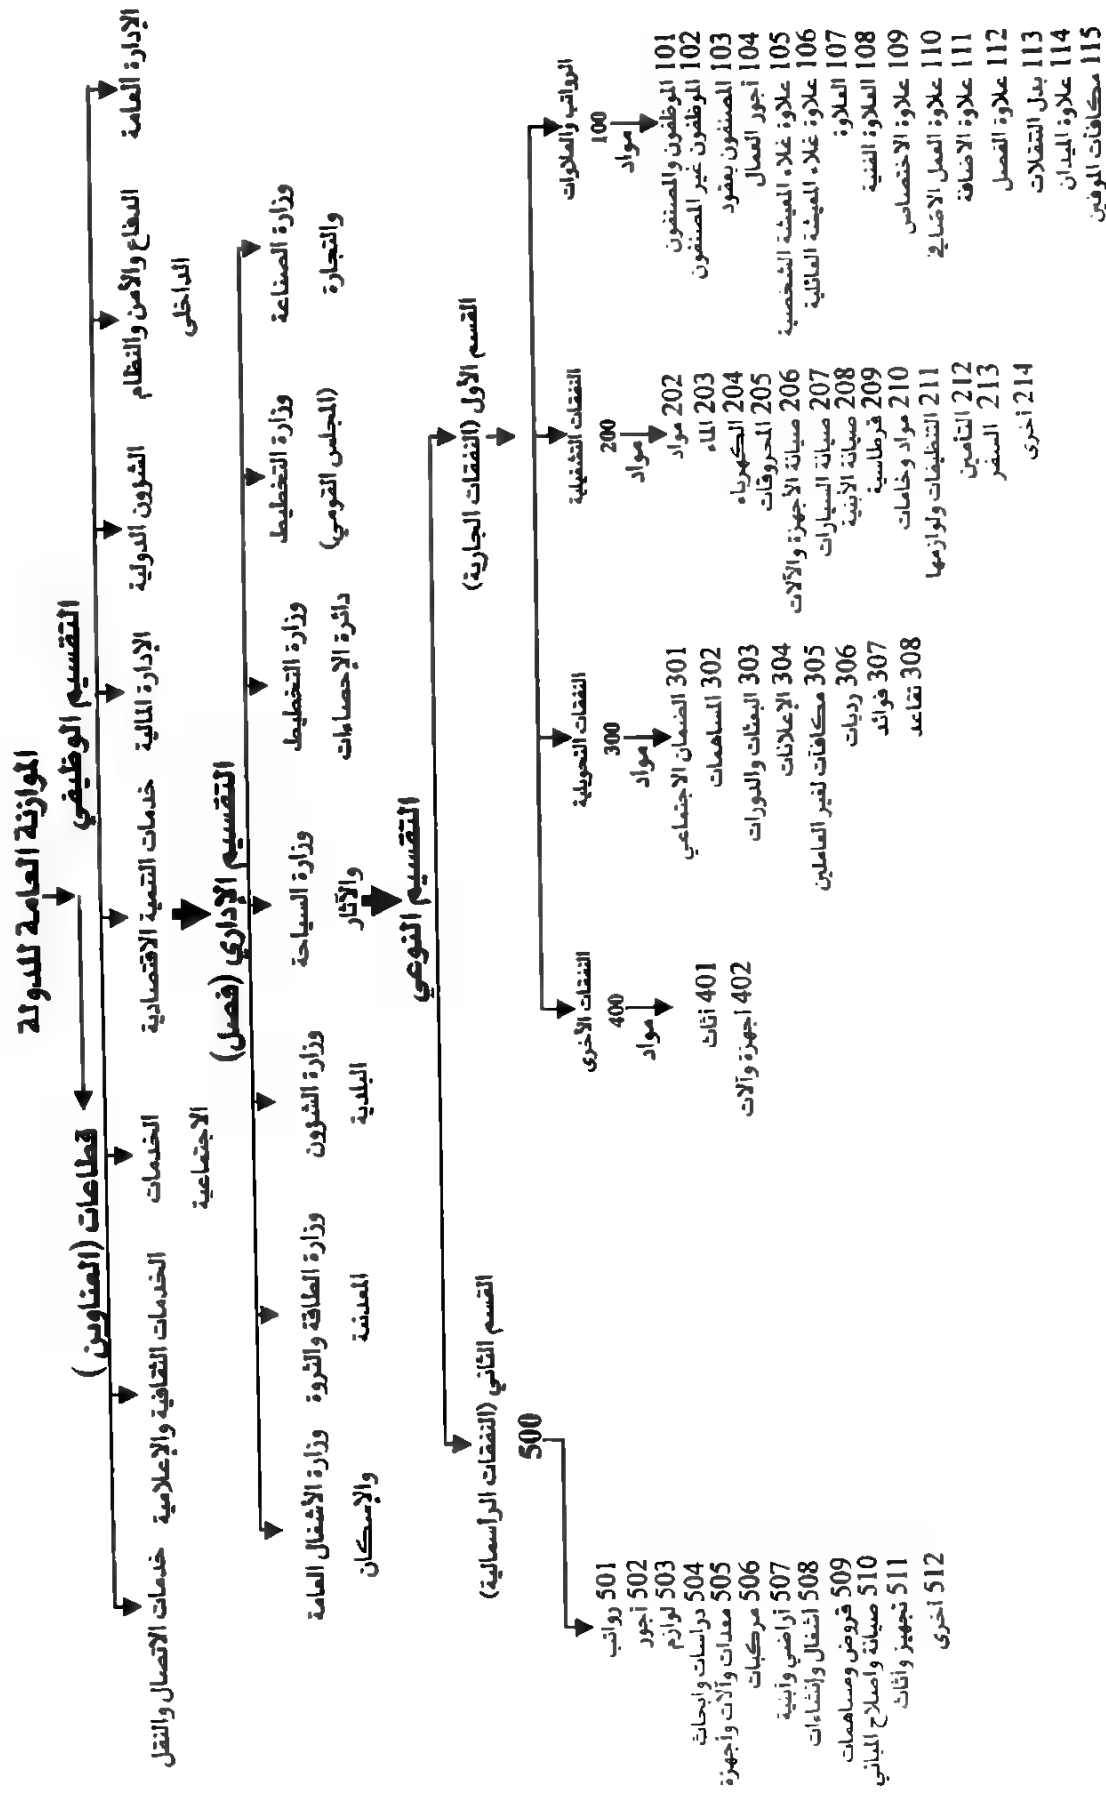 الموازنة العامة للدولة
التقسيم الوظيفي
قطاعات (العناوين)
الإدارة العامة
الدفاع والأمن والنظام
الداخلي
الشؤون الدولية
الإدارة المالية
خدمات التنمية الاقتصادية
الخدمات
الاجتماعية
الخدمات الثقافية والإعلامية
خدمات الاتصال والنقل
التقسيم الإداري (فصل)
وزارة الصناعة
والتجارة
وزارة التخطيط
(المجلس القومي)
وزارة التخطيط
دائرة الإحصاءات
وزارة السياحة
والآثار
وزارة الشؤون
البلدية
وزارة الطاقة والثروة
المعدنية
وزارة الأشغال العامة
والإسكان
التقسيم النوعي
القسم الأول (النفقات الجارية)
الرواتب والعلاوات
100
مواد
101 الموظفون والمصنفون
102 الموظفون غير المصنفون
103 المصنفون بعقود
104 أجور العمال
105 علاوة غلاء المعيشة الشخصية
106 علاوة غلاء المعيشة العائلية
107 العلاوة
108 العلاوة الفنية
109 علاوة الاختصاص
110 علاوة العمل الاضافي
111 علاوة الاضافة
112 علاوة الفصل
113 بدل التنقلات
114 علاوة الميدان
115 مكافآت الموفين
النفقات التشغيلية
200
مواد
202 مواد
203 الماء
204 الكهرباء
205 المحروقات
206 صيانة الأجهزة والآلات
207 صيانة السيارات
208 صيانة الأبنية
209 قرطاسية
210 مواد وخامات
211 التنظيفات ولوازمها
212 التأمين
213 السفر
214 أخرى
النفقات التحويلية
300
مواد
301 الضمان الاجتماعي
302 المساهمات
303 البعثات والدورات
304 الإعلانات
305 مكافآت لغير العاملين
306 رديات
307 فوائد
308 تقاعد
النفقات الأخرى
400
مواد
401 أثاث
402 أجهزة وآلات
القسم الثاني (النفقات الرأسمالية)
500
501 رواتب
502 أجور
503 لوازم
504 دراسات وابحاث
505 معدات وآلات وأجهزة
506 مركبات
507 أراضي وأبنية
508 أشغال وإنشاءات
509 قروض ومساهمات
510 صيانة واصلاح المباني
511 تجهيز وأثاث
512 أخرى